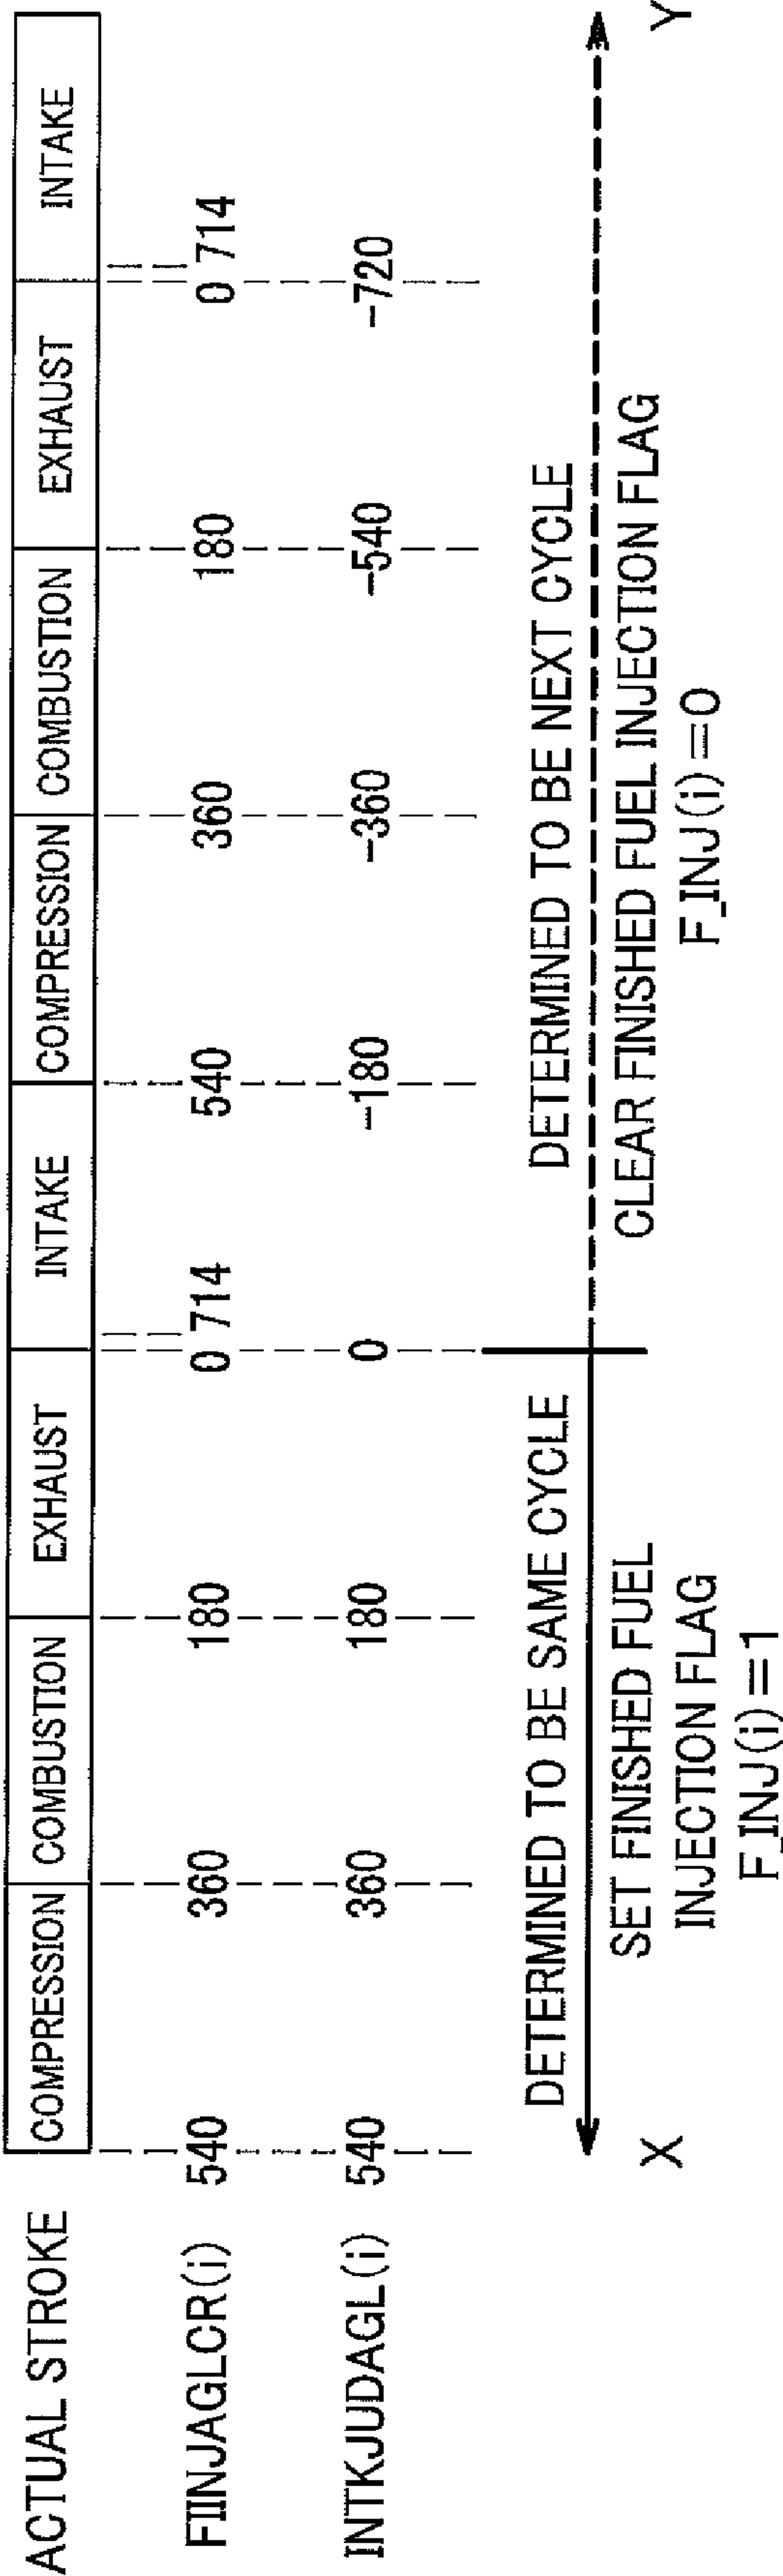 ACTUAL STROKE COMPRESSION COMBUSTION EXHAUST INTAKE COMPRESSION COMBUSTION EXHAUST INTAKE
FIINJAGLCR(i) 540 360 180 0 714 540 360 180 0 714
INTKJUDAGL(i) 540 360 180 0 -180 -360 -540 -720
DETERMINED TO BE SAME CYCLE DETERMINED TO BE NEXT CYCLE
X Y
SET FINISHED FUEL
INJECTION FLAG
F_INJ(i)=1
CLEAR FINISHED FUEL INJECTION FLAG
F_INJ(i)=0